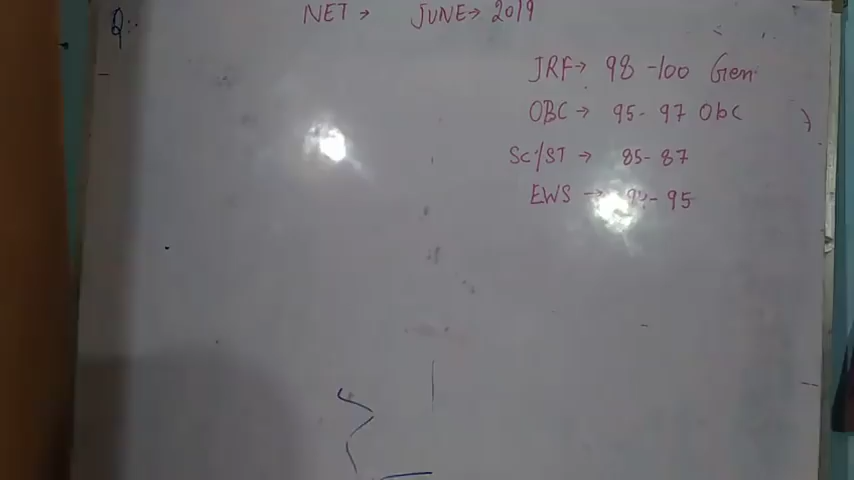 Q:-
NET → JUNE → 2019
JRF → 98 - 100 Gen
OBC → 95 - 97 Obc
SC/ST → 85 - 87
EWS → - 95